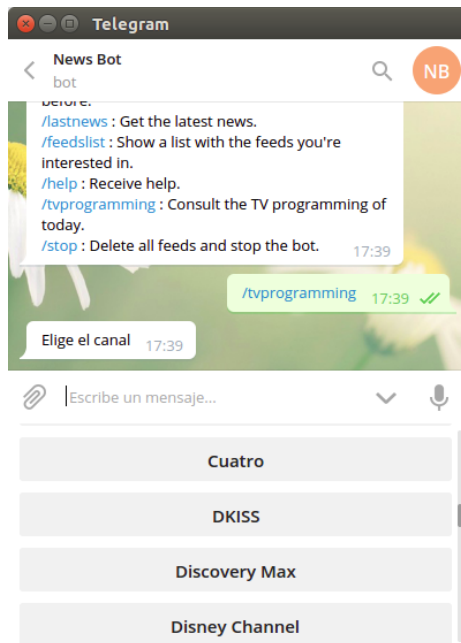 Telegram
News Bot
bot
NB
before.
/lastnews : Get the latest news.
/feedslist : Show a list with the feeds you're
interested in.
/help : Receive help.
/tvprogramming : Consult the TV programming of
today.
/stop : Delete all feeds and stop the bot.
17:39
/tvprogramming 17:39
Elige el canal 17:39
Escribe un mensaje...
Cuatro
DKISS
Discovery Max
Disney Channel